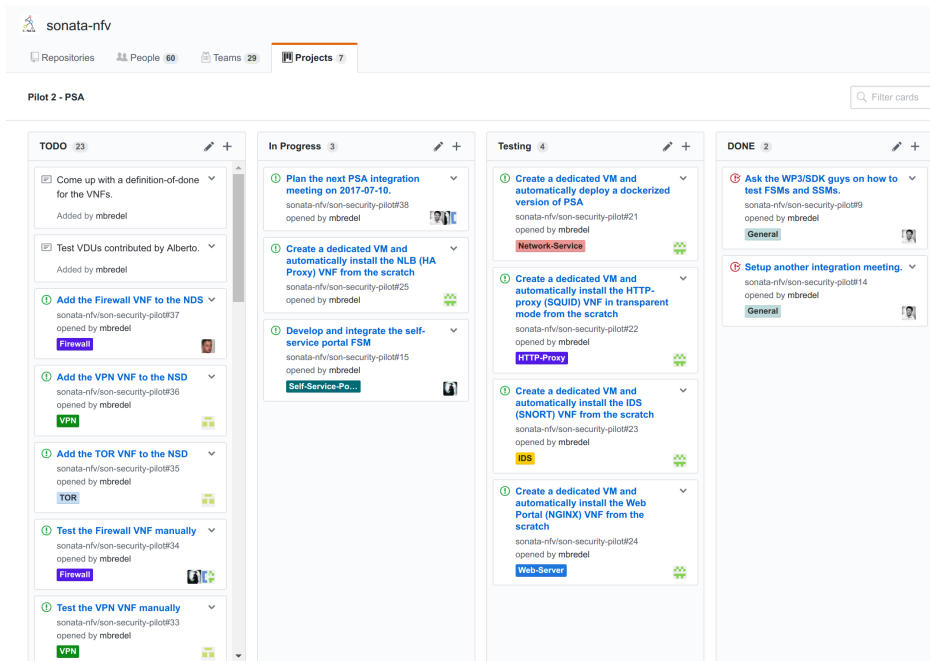 sonata-nfv
Repositories
People 60
Teams 29
Projects 7
Pilot 2 - PSA
Filter cards
TODO 23
Come up with a definition-of-done
for the VNFs.
Added by mbredel
Test VDUs contributed by Alberto.
Added by mbredel
Add the Firewall VNF to the NDS
sonata-nfv/son-security-pilot#37
opened by mbredel
Firewall
Add the VPN VNF to the NSD
sonata-nfv/son-security-pilot#36
opened by mbredel
VPN
Add the TOR VNF to the NSD
sonata-nfv/son-security-pilot#35
opened by mbredel
TOR
Test the Firewall VNF manually
sonata-nfv/son-security-pilot#34
opened by mbredel
Firewall
Test the VPN VNF manually
sonata-nfv/son-security-pilot#33
opened by mbredel
VPN
In Progress 3
Plan the next PSA integration
meeting on 2017-07-10.
sonata-nfv/son-security-pilot#38
opened by mbredel
Create a dedicated VM and
automatically install the NLB (HA
Proxy) VNF from the scratch
sonata-nfv/son-security-pilot#25
opened by mbredel
Develop and integrate the self-
service portal FSM
sonata-nfv/son-security-pilot#15
opened by mbredel
Self-Service-Po...
Testing 4
Create a dedicated VM and
automatically deploy a dockerized
version of PSA
sonata-nfv/son-security-pilot#21
opened by mbredel
Network-Service
Create a dedicated VM and
automatically install the HTTP-
proxy (SQUID) VNF in transparent
mode from the scratch
sonata-nfv/son-security-pilot#22
opened by mbredel
HTTP-Proxy
Create a dedicated VM and
automatically install the IDS
(SNORT) VNF from the scratch
sonata-nfv/son-security-pilot#23
opened by mbredel
IDS
Create a dedicated VM and
automatically install the Web
Portal (NGINX) VNF from the
scratch
sonata-nfv/son-security-pilot#24
opened by mbredel
Web-Server
DONE 2
Ask the WP3/SDK guys on how to
test FSMs and SSMs.
sonata-nfv/son-security-pilot#9
opened by mbredel
General
Setup another integration meeting.
sonata-nfv/son-security-pilot#14
opened by mbredel
General